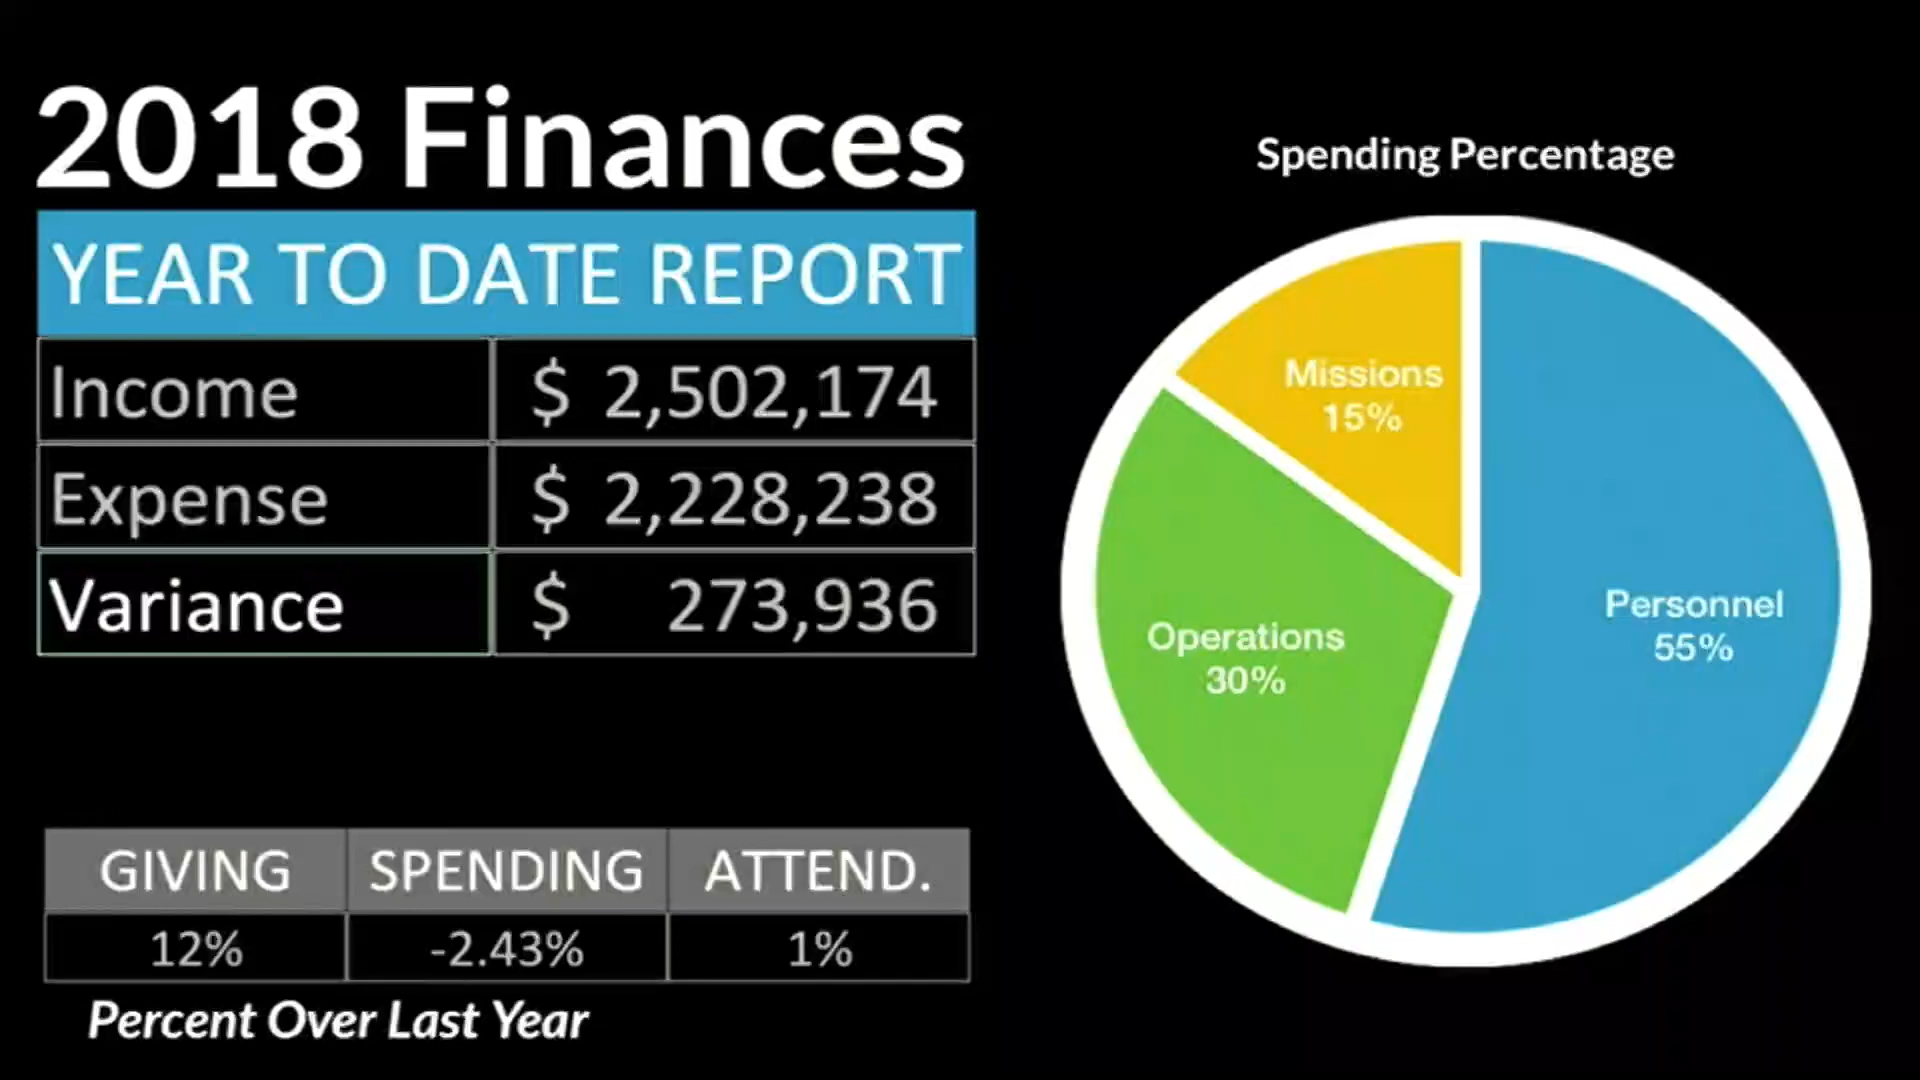 2018 Finances
YEAR TO DATE REPORT
Income $ 2,502,174
Expense $ 2,228,238
Variance $ 273,936
GIVING SPENDING ATTEND.
12% -2.43% 1%
Percent Over Last Year
Spending Percentage
Missions
15%
Personnel
55%
Operations
30%